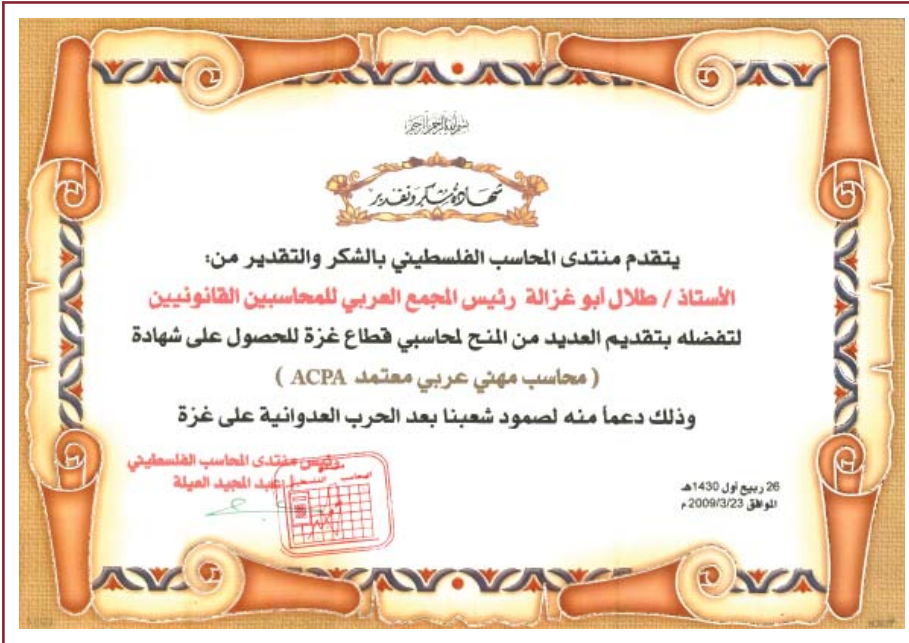 بسم الله الرحمن الرحيم
شهادة شكر وتقدير
يتقدم منتدى المحاسب الفلسطيني بالشكر والتقدير من:
الأستاذ / طلال أبو غزالة رئيس المجمع العربي للمحاسبين القانونيين
لتفضله بتقديم العديد من المنح لمحاسبي قطاع غزة للحصول على شهادة
( محاسب مهني عربي معتمد ACPA )
وذلك دعماً منه لصمود شعبنا بعد الحرب العدوانية على غزة
رئيس منتدى المحاسب الفلسطيني
عبد المجيد العيلة
26 ربيع أول 1430هـ
الموافق 2009/3/23 م